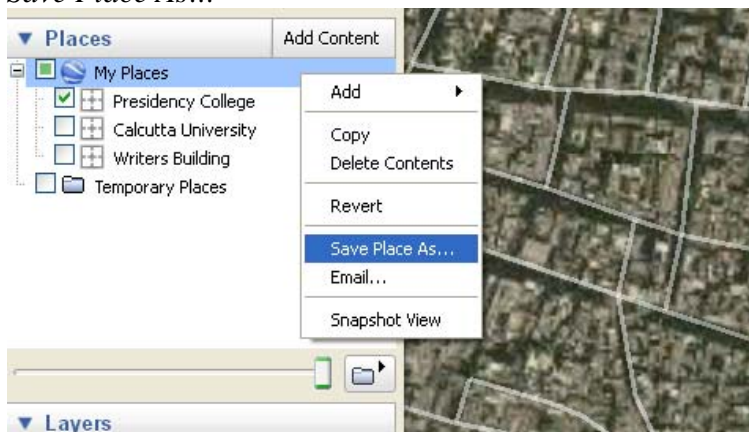 Save Place As...
Places
Add Content
My Places
Presidency College
Calcutta University
Writers Building
Temporary Places
Add
Copy
Delete Contents
Revert
Save Place As...
Email...
Snapshot View
Layers